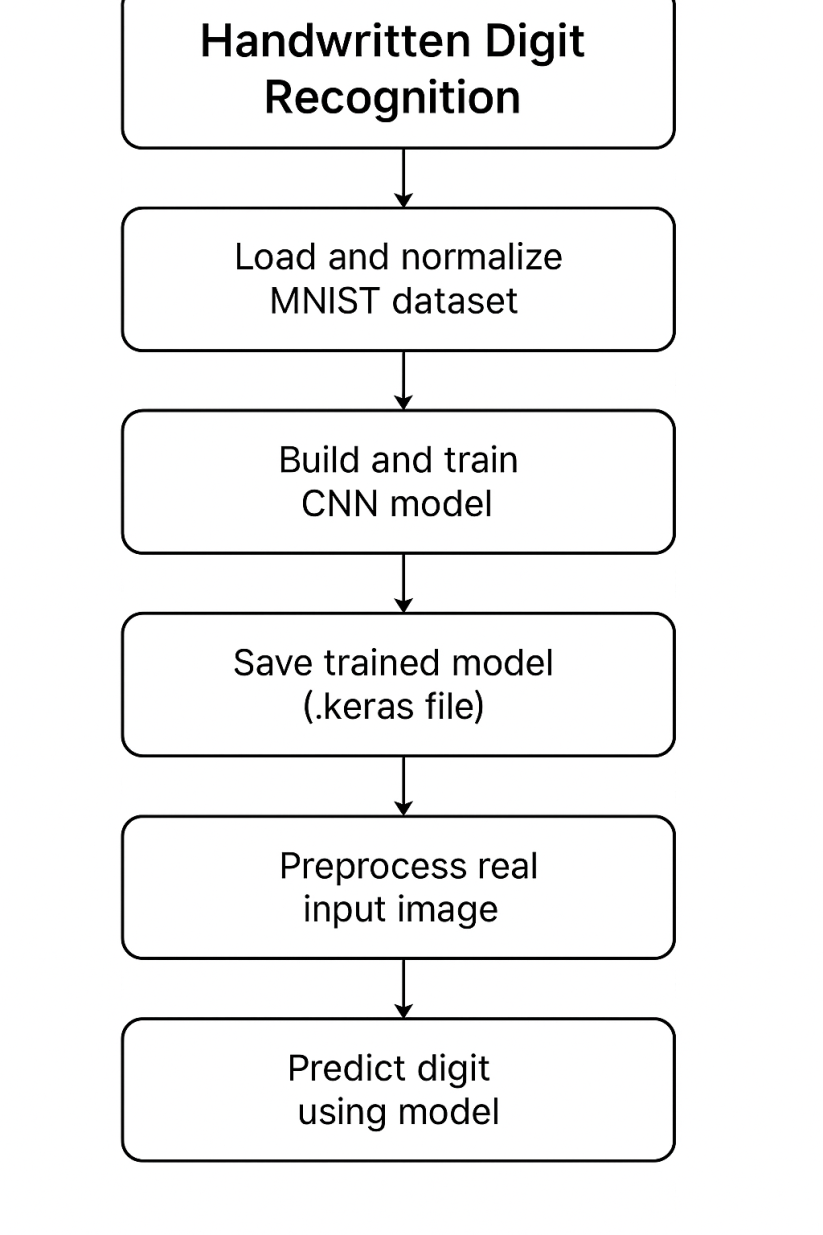 Handwritten Digit
Recognition
Load and normalize
MNIST dataset
Build and train
CNN model
Save trained model
(.keras file)
Preprocess real
input image
Predict digit
using model